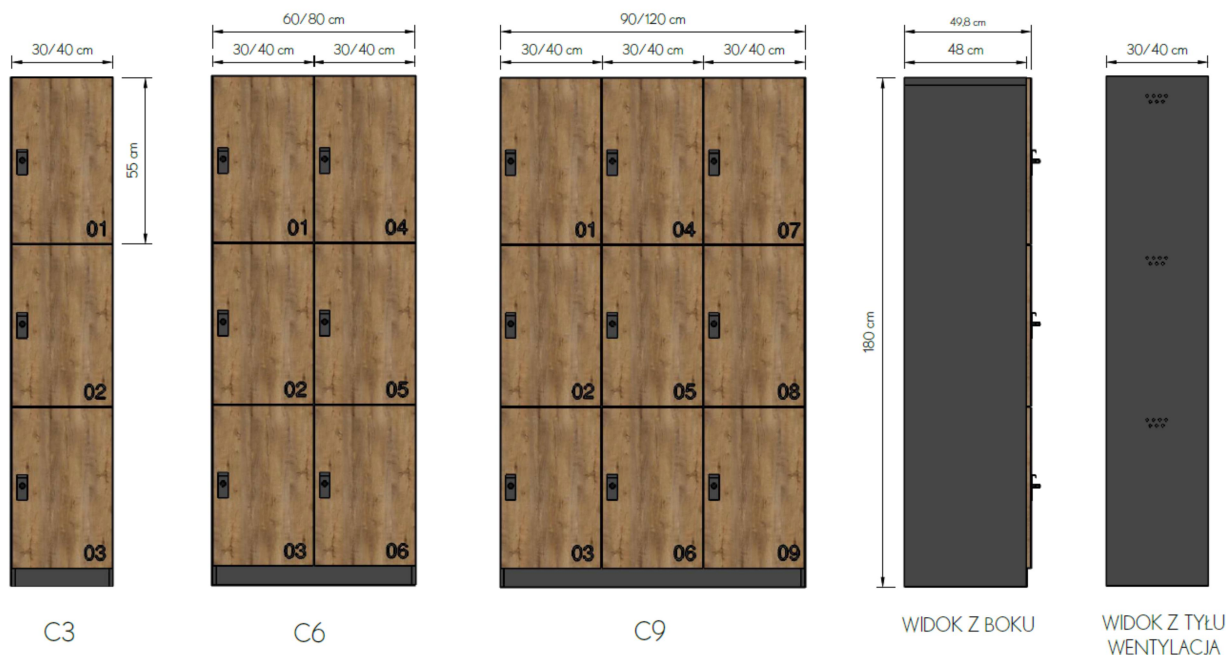 60/80 cm
90/120 cm
49,8 cm
30/40 cm
30/40 cm
30/40 cm
30/40 cm
30/40 cm
30/40 cm
48 cm
30/40 cm
55 cm
180 cm
01
01
04
01
04
07
02
02
05
02
05
08
03
03
06
03
06
09
C3
C6
C9
WIDOK Z BOKU
WIDOK Z TYŁU
WENTYLACJA